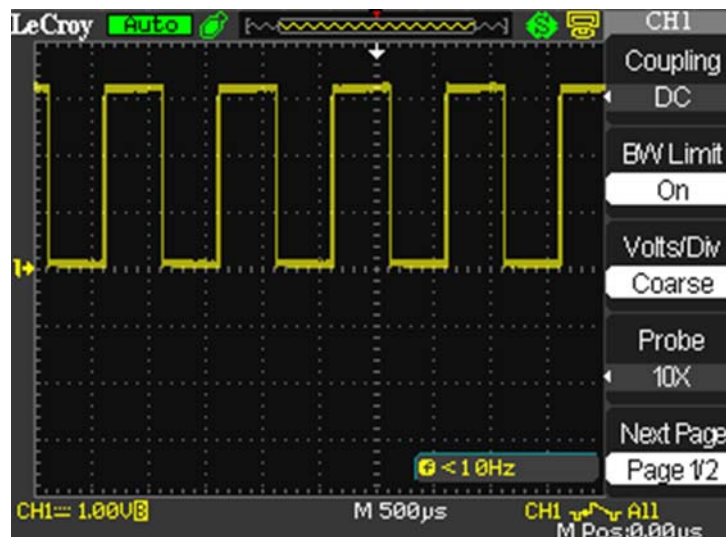 LeCroy Auto CH1
Coupling
DC
BW Limit
On
Volts/Div
Coarse
Probe
10X
Next Page
Page 1/2
1
f <10Hz
CH1 1.00V B M 500µs CH1 All
M Pos:0.00µs